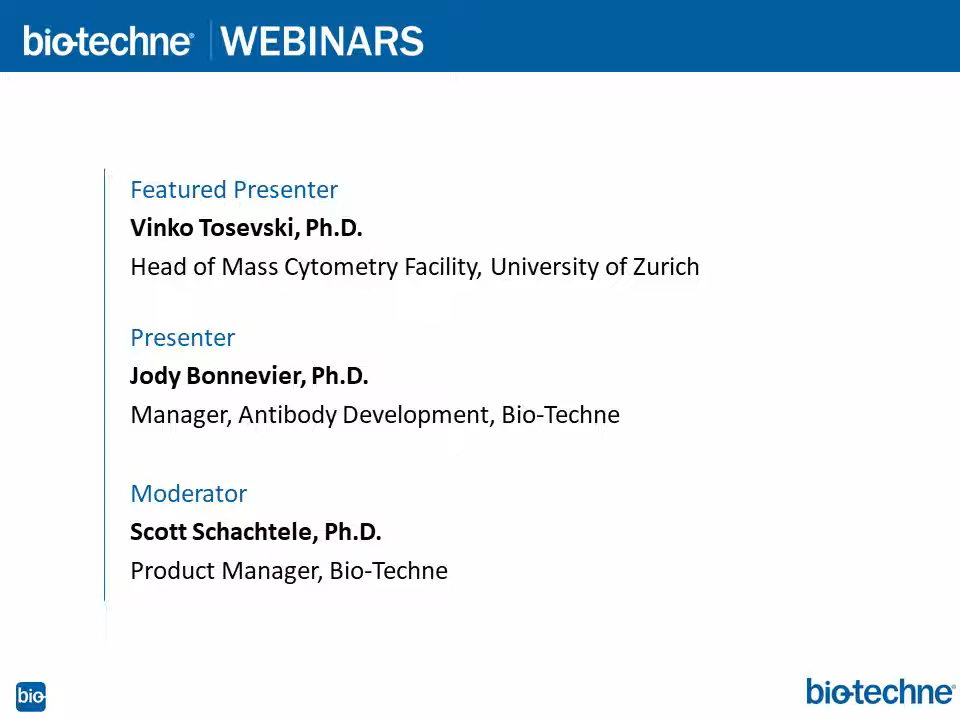 bio-techne® WEBINARS
Featured Presenter
Vinko Tosevski, Ph.D.
Head of Mass Cytometry Facility, University of Zurich
Presenter
Jody Bonnevier, Ph.D.
Manager, Antibody Development, Bio-Techne
Moderator
Scott Schachtele, Ph.D.
Product Manager, Bio-Techne
bio-
bio-techne®